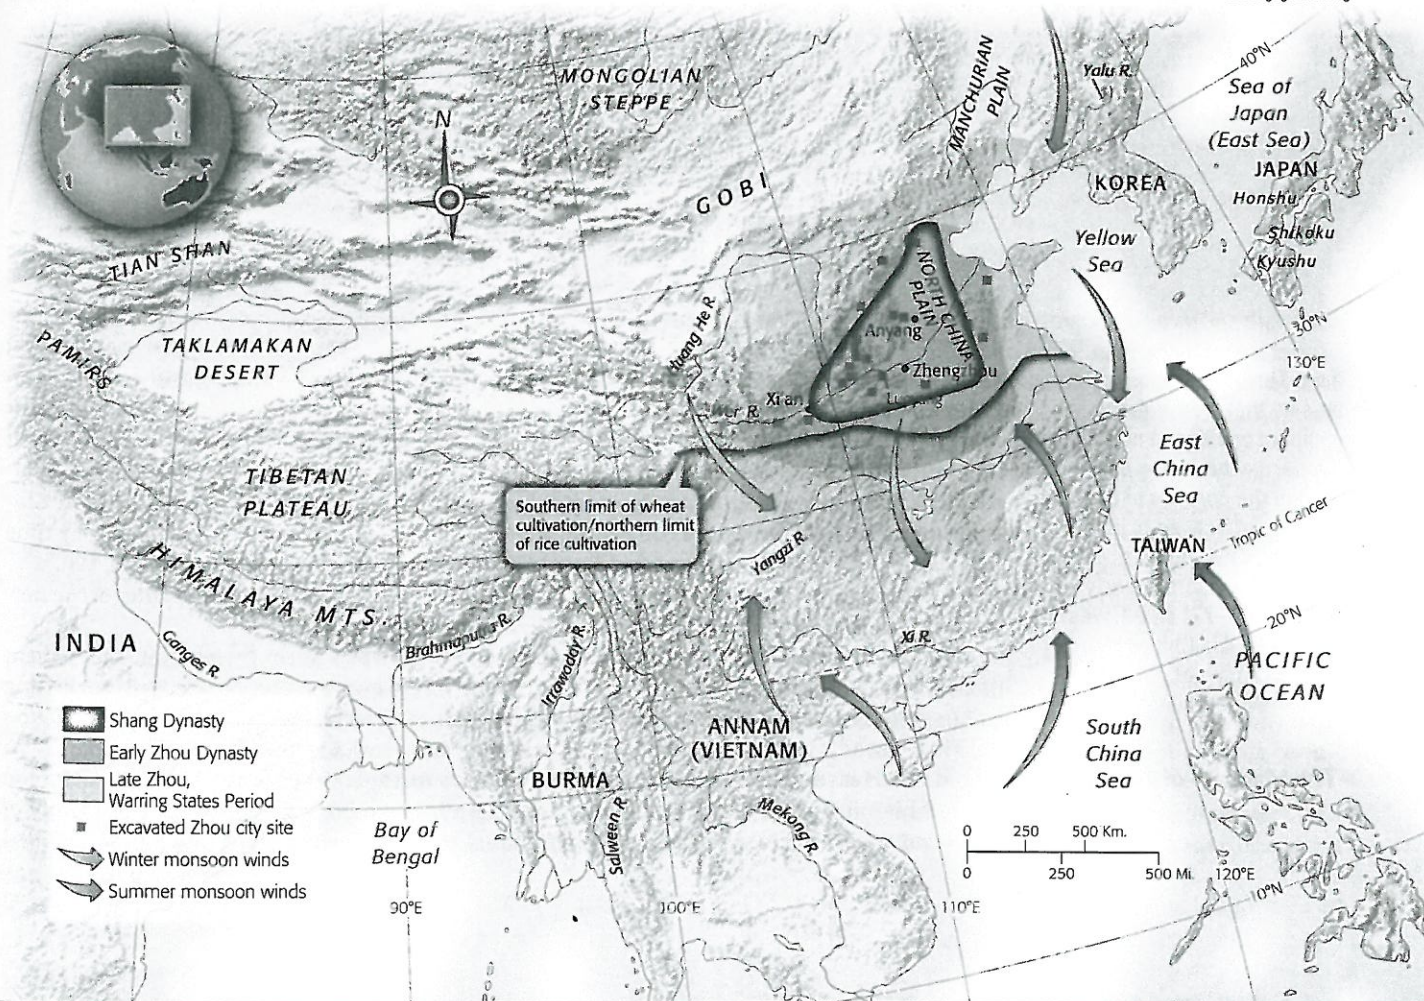 MONGOLIAN
STEPPE
MANCHURIAN
PLAIN
Yalu R.
40°N
Sea of
Japan
(East Sea)
JAPAN
Honshu
Shikoku
Kyushu
KOREA
N
GOBI
Yellow
Sea
TIAN SHAN
NORTH CHINA
PLAIN
Huang He R.
Anyang
Zhengzhou
Xi'an
30°N
130°E
PAMIRS
TAKLAMAKAN
DESERT
TIBETAN
PLATEAU
East
China
Sea
Southern limit of wheat
cultivation/northern limit
of rice cultivation
Yangzi R.
Tropic of Cancer
TAIWAN
HIMALAYA MTS.
INDIA
Ganges R.
Irrawaddy R.
Xi R.
20°N
PACIFIC
OCEAN
ANNAM
(VIETNAM)
South
China
Sea
BURMA
Salween R.
Mekong R.
Bay of
Bengal
Shang Dynasty
Early Zhou Dynasty
Late Zhou,
Warring States Period
Excavated Zhou city site
Winter monsoon winds
Summer monsoon winds
0 250 500 Km.
0 250 500 Mi.
90°E
100°E
110°E
120°E
10°N